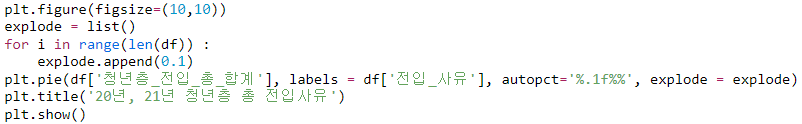 plt.figure(figsize=(10,10))
explode = list()
for i in range(len(df)) :
    explode.append(0.1)
plt.pie(df['청년층_전입_총_합계'], labels = df['전입_사유'], autopct='%.1f%%', explode = explode)
plt.title('20년, 21년 청년층 총 전입사유')
plt.show()